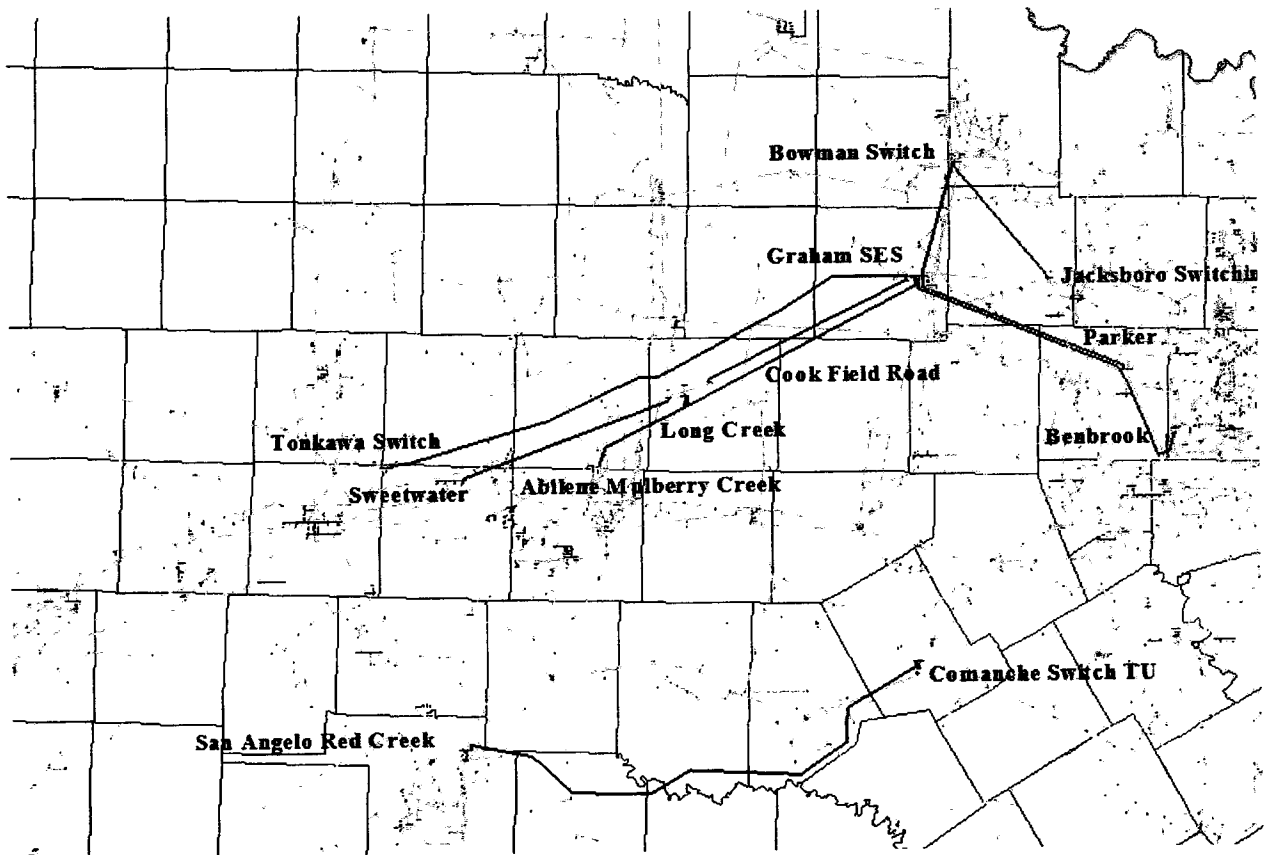 Bowman Switch
Graham SES
Jacksboro Switchin
Parker
Cook Field Road
Tonkawa Switch
Long Creek
Benbrook
Sweetwater
Abilene Mulberry Creek
Comanche Switch TU
San Angelo Red Creek